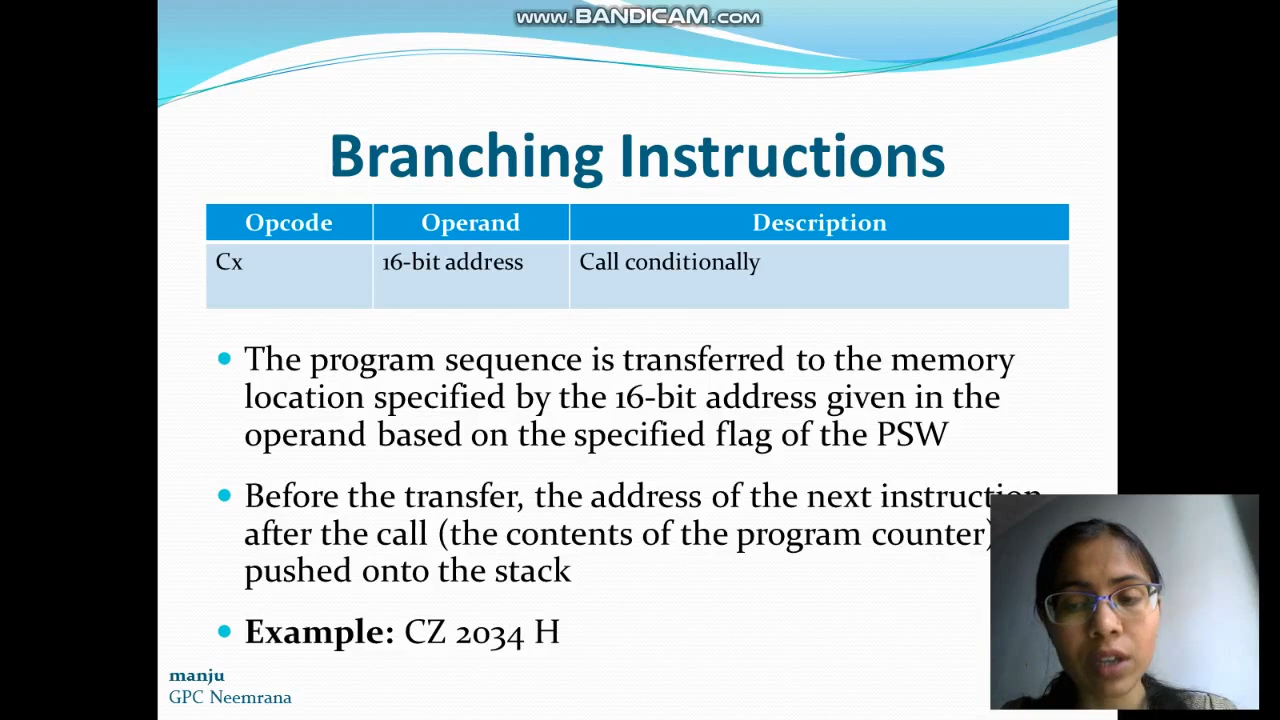 www.BANDICAM.com
Branching Instructions
Opcode Operand Description
Cx 16-bit address Call conditionally
The program sequence is transferred to the memory
location specified by the 16-bit address given in the
operand based on the specified flag of the PSW
Before the transfer, the address of the next instruction
after the call (the contents of the program counter)
pushed onto the stack
Example: CZ 2034 H
manju
GPC Neemrana